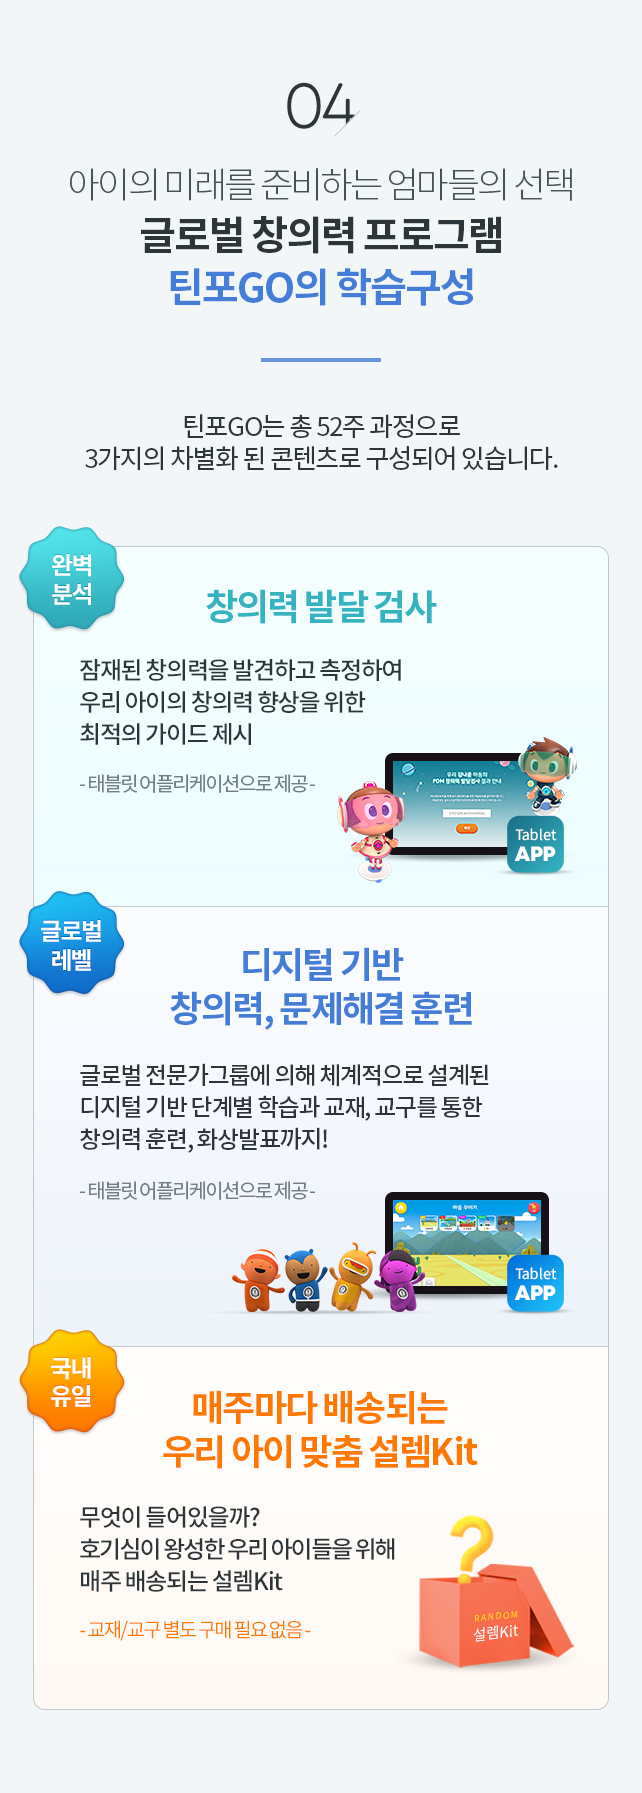 04
아이의 미래를 준비하는 엄마들의 선택
글로벌 창의력 프로그램
틴포GO의 학습구성
틴포GO는 총 52주 과정으로
3가지의 차별화 된 콘텐츠로 구성되어 있습니다.
완벽
분석
창의력 발달 검사
잠재된 창의력을 발견하고 측정하여
우리 아이의 창의력 향상을 위한
최적의 가이드 제시
- 태블릿 어플리케이션으로 제공 -
Tablet
APP
글로벌
레벨
디지털 기반
창의력, 문제해결 훈련
글로벌 전문가그룹에 의해 체계적으로 설계된
디지털 기반 단계별 학습과 교재, 교구를 통한
창의력 훈련, 화상발표까지!
- 태블릿 어플리케이션으로 제공 -
마을 꾸미기
Tablet
APP
국내
유일
매주마다 배송되는
우리 아이 맞춤 설렘Kit
무엇이 들어있을까?
호기심이 왕성한 우리 아이들을 위해
매주 배송되는 설렘Kit
- 교재/교구 별도 구매 필요 없음 -
?
RANDOM
설렘Kit